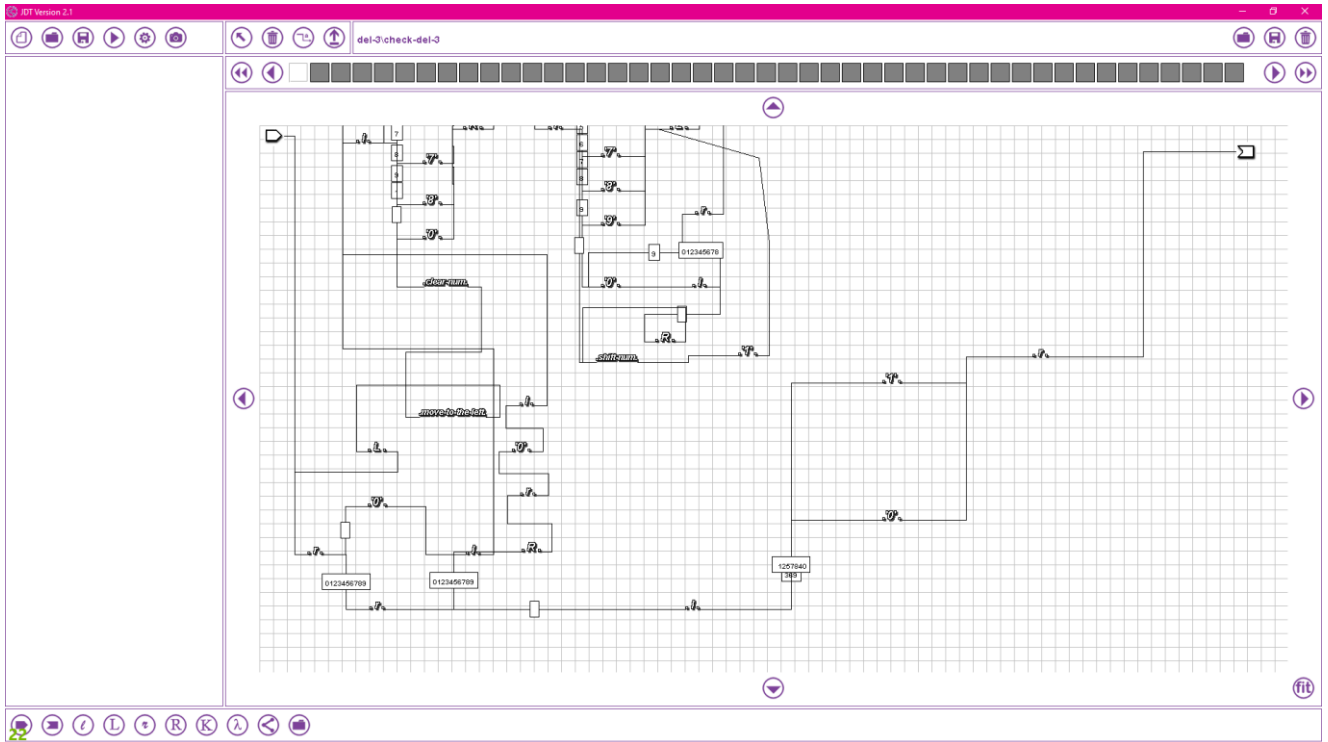 JDT Version 2.1
del-3\check-del-3
.l.
7
8
9
-
.'7'.
.'8'.
.'0'.
6
7
8
9
.'7'.
.'8'.
.'9'.
.r.
9
012345678
.'0'.
.l.
.clear-num.
.R.
.shift-num.
.'1'.
.r.
.'1'.
.move-to-the-left.
.l.
.L.
.'0'.
.r.
.'0'.
.'0'.
.r.
.l.
.R.
1257840
369
0123456789
0123456789
.r.
.l.
fit
l
L
r
R
K
λ
22